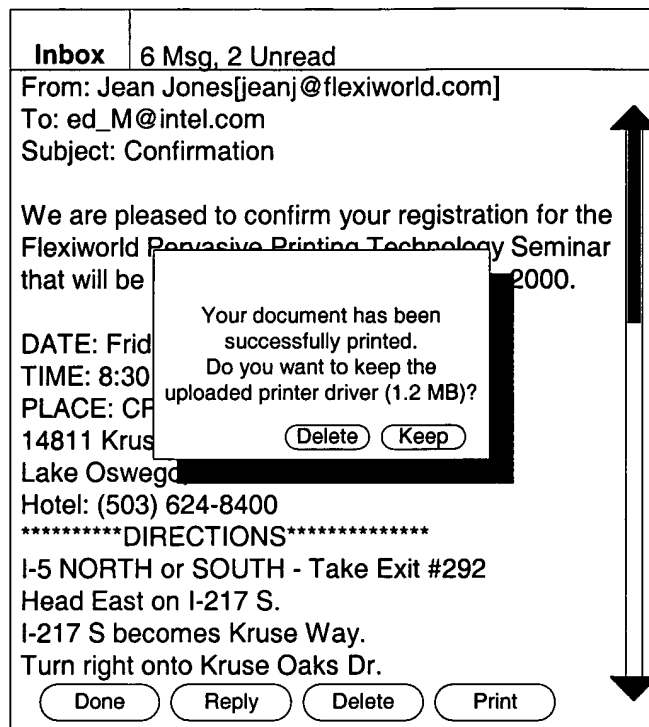 Inbox
6 Msg, 2 Unread
From: Jean Jones[jeanj@flexiworld.com]
To: ed_M@intel.com
Subject: Confirmation
We are pleased to confirm your registration for the
Flexiworld Pervasive Printing Technology Seminar
that will be 2000.
DATE: Frid
TIME: 8:30
PLACE:
14811 Krus
Lake Oswego
Hotel: (503) 624-8400
**********DIRECTIONS**************
I-5 NORTH or SOUTH - Take Exit #292
Head East on I-217 S.
I-217 S becomes Kruse Way.
Turn right onto Kruse Oaks Dr.
Your document has been
successfully printed.
Do you want to keep the
uploaded printer driver (1.2 MB)?
Delete Keep
Done Reply Delete Print